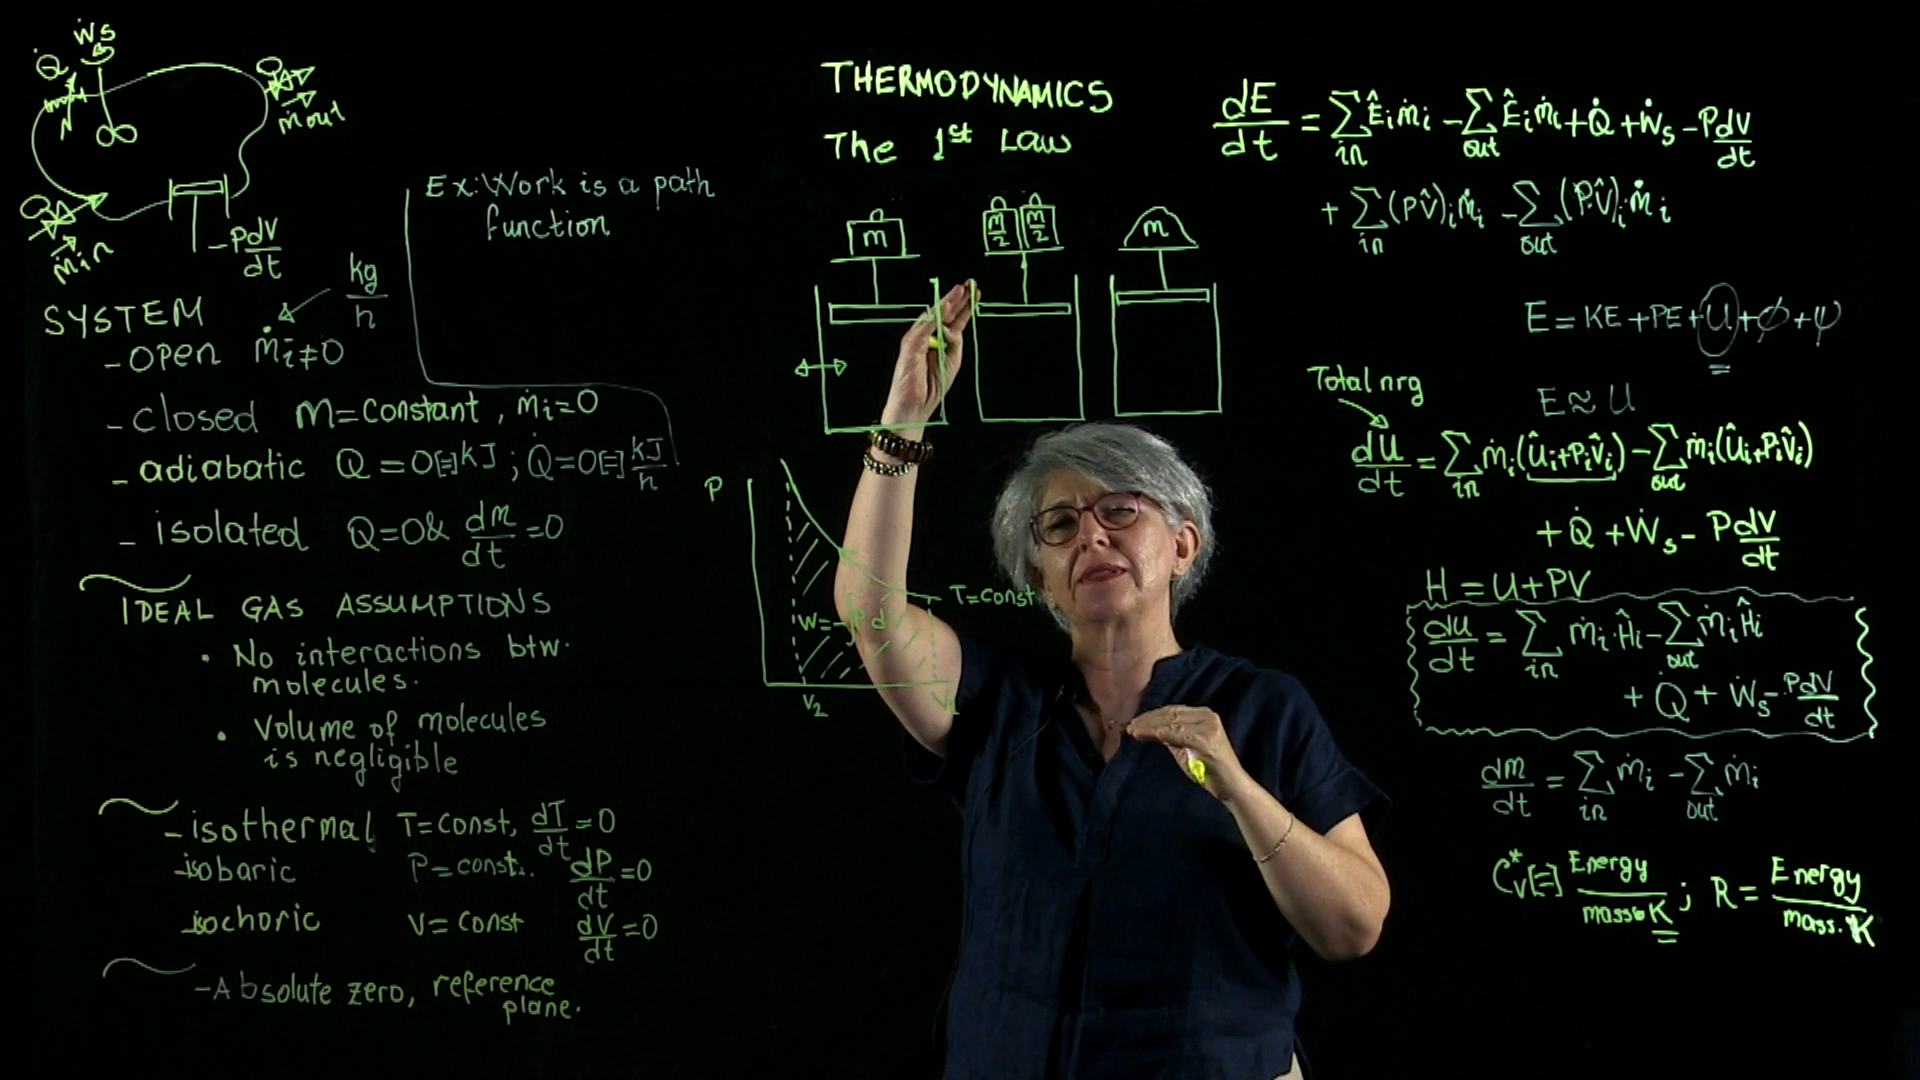 Ẇs
Q̇
ṁout
ṁin
-PdV/dt
SYSTEM
kg/h
-OPEN ṁi≠0
-closed M=Constant, ṁi=0
-adiabatic Q=0[=]kJ; Q̇=0[=]kJ/h
-isolated Q=0& dm/dt=0
IDEAL GAS ASSUMPTIONS
• No interactions btw.
molecules.
• Volume of molecules
is negligible
-isothermal T=Const, dT/dt=0
-isobaric P=const. dP/dt=0
-isochoric V=Const dV/dt=0
-Absolute zero, reference
plane.
Ex: Work is a path
function
THERMODYNAMICS
The 1st Law
m
m/2 m/2
m
P
T=Const
W=-∫Pd
V2
dE/dt = Σin Êi ṁi - Σout Êi ṁi + Q̇ + Ẇs - PdV/dt
+ Σin (PV̂)i ṁi - Σout (PV̂)i ṁi
E = KE + PE + U + φ + ψ
Total nrg
E ≈ U
dU/dt = Σin ṁi(Ûi+PiV̂i) - Σout ṁi(Ûi+PiV̂i)
+ Q̇ + Ẇs - PdV/dt
H = U + PV
dU/dt = Σin ṁi Ĥi - Σout ṁi Ĥi
+ Q̇ + Ẇs - PdV/dt
dm/dt = Σin ṁi - Σout ṁi
C*v[=] Energy/mass·K ; R = Energy/mass·K